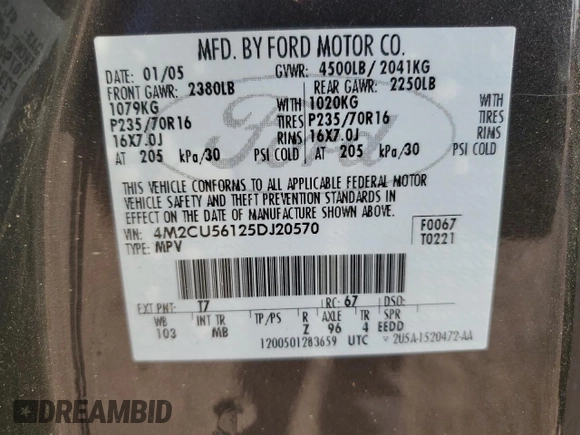 MFD. BY FORD MOTOR CO.
DATE: 01/05 GVWR: 4500LB/ 2041KG
FRONT GAWR: 2380LB REAR GAWR: 2250LB
1079KG WITH 1020KG WITH
P235/70R16 TIRES P235/70R16 TIRES
16X7.0J RIMS 16X7.0J RIMS
AT 205 kPa/30 PSI COLD AT 205 kPa/30 PSI COLD
Ford
THIS VEHICLE CONFORMS TO ALL APPLICABLE FEDERAL MOTOR
VEHICLE SAFETY AND THEFT PREVENTION STANDARDS IN
EFFECT ON THE DATE OF MANUFACTURE SHOWN ABOVE.
VIN: 4M2CU56125DJ20570 F0067
TYPE: MPV T0221
EXT PNT: T7 RC: 67 DSO:
WB INT TR TP/PS R AXLE TR SPR
103 MB Z 96 4 EEDD
1200501283659 UTC 2U5A-1520472-AA
DREAMBID